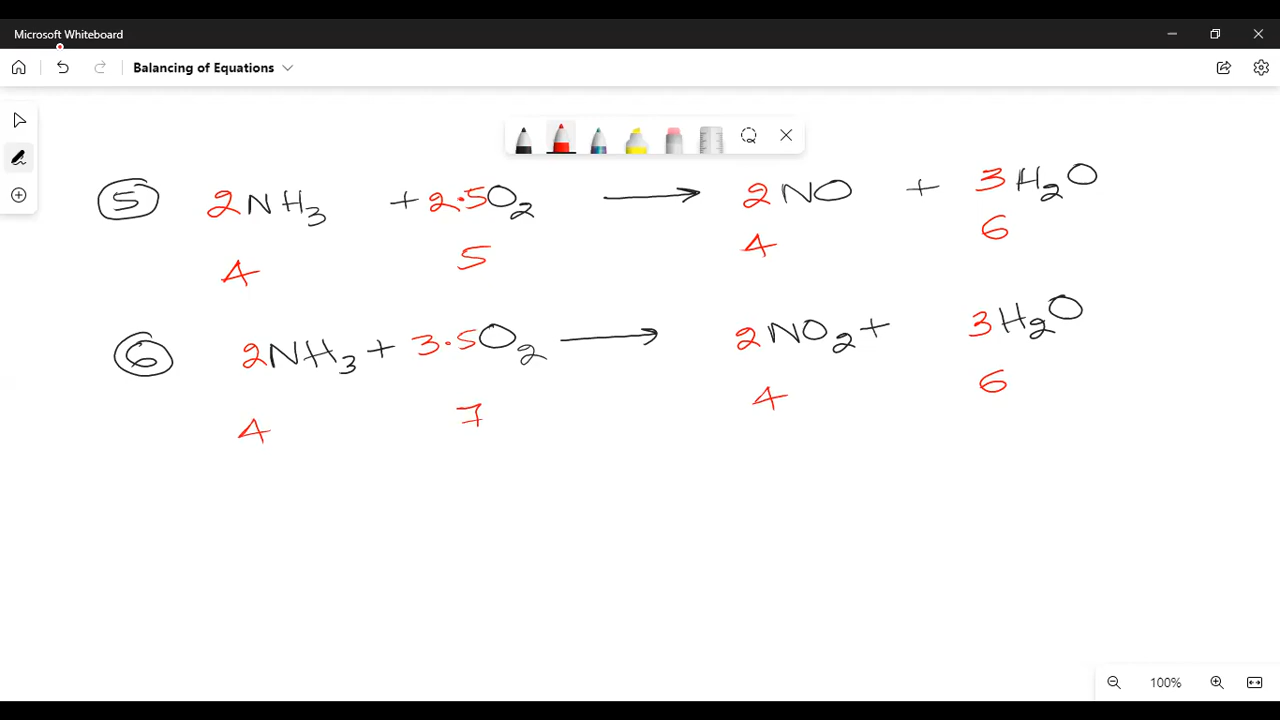 Microsoft Whiteboard
Balancing of Equations
5 2NH3 + 2.5O2 → 2NO + 3H2O
4 5 4 6
6 2NH3 + 3.5O2 → 2NO2 + 3H2O
4 7 4 6
100%